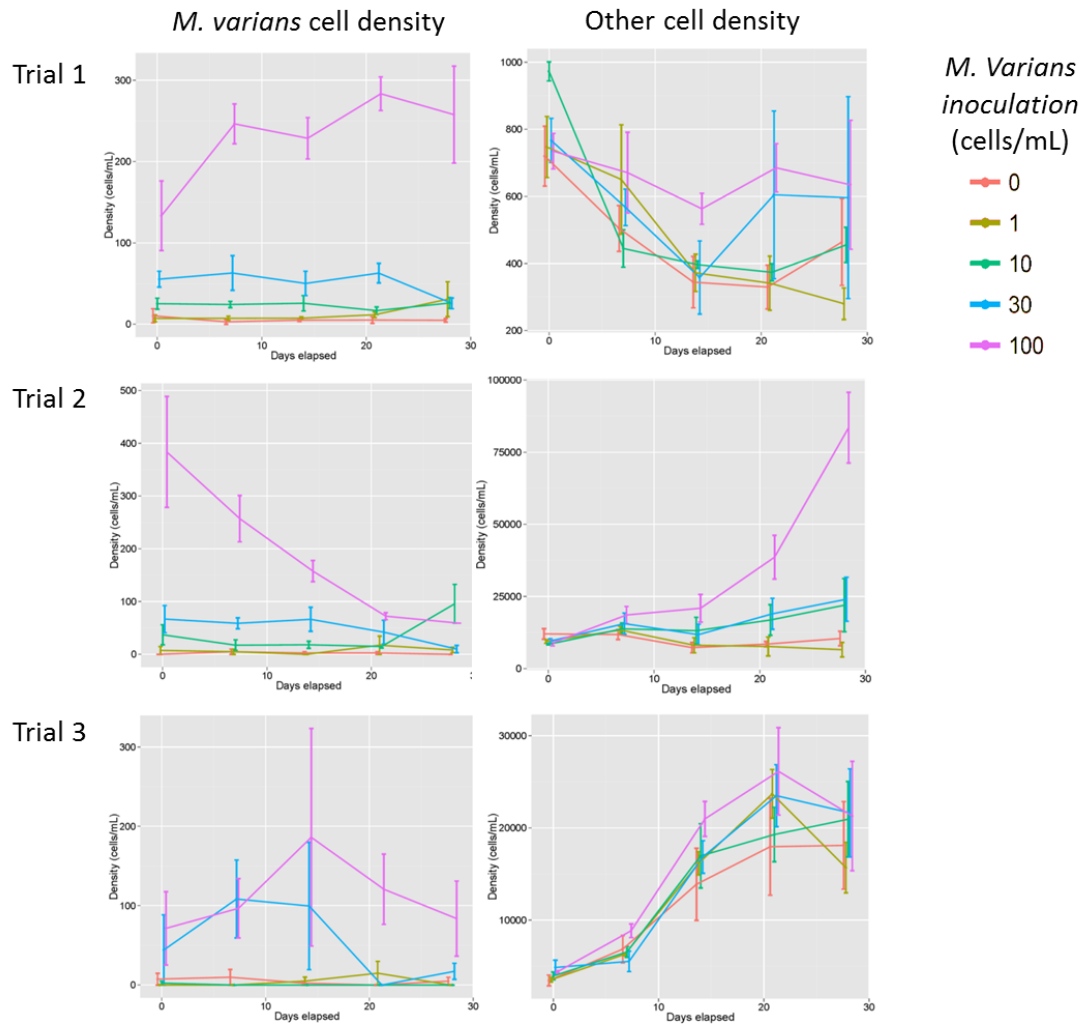 M. varians cell density
Other cell density
Trial 1
300
200
100
0
Density (cells/mL)
0 10 20 30
Days elapsed
1000
800
600
400
200
Density (cells/mL)
0 10 20 30
Days elapsed
M. Varians
inoculation
(cells/mL)
0
1
10
30
100
Trial 2
500
400
300
200
100
0
Density (cells/mL)
0 10 20 3
Days elapsed
100000
75000
50000
25000
0
Density (cells/mL)
0 10 20 30
Days elapsed
Trial 3
300
200
100
0
Density (cells/mL)
0 10 20 30
Days elapsed
30000
20000
10000
Density (cells/mL)
0 10 20 30
Days elapsed